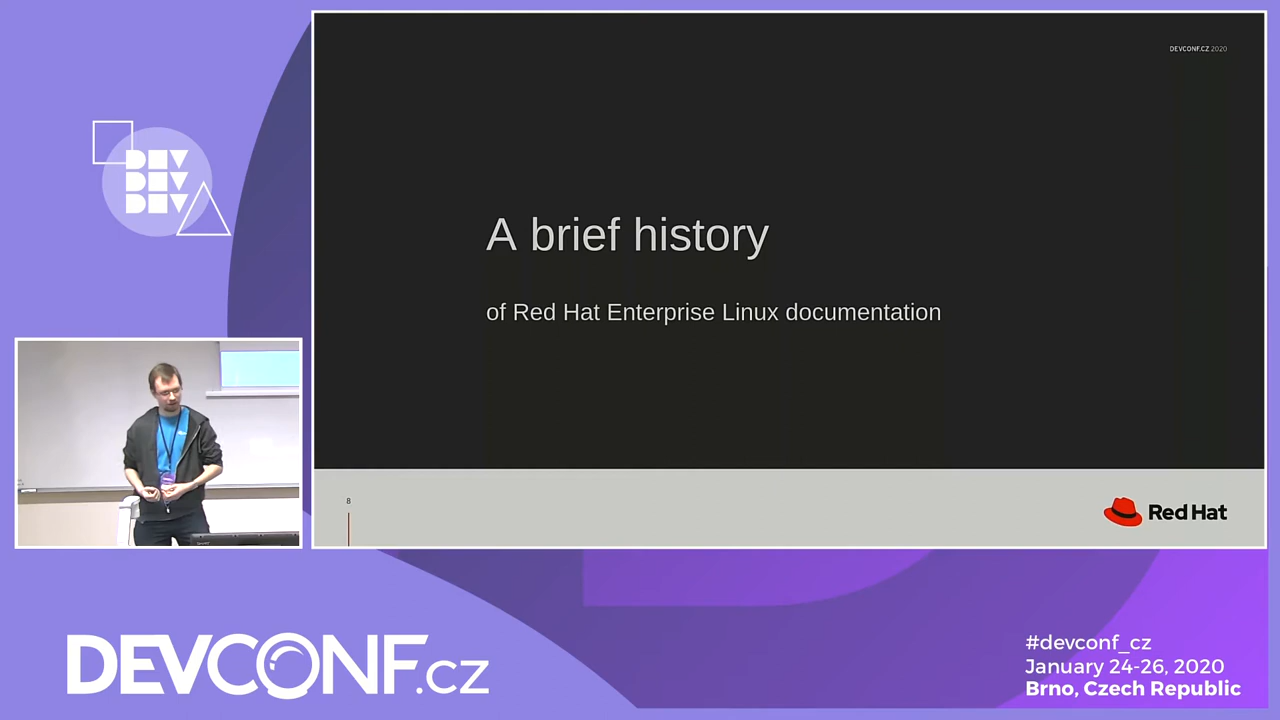 DEVCONF.CZ 2020
DEV
DEV
DEV
A brief history
of Red Hat Enterprise Linux documentation
8
Red Hat
DEVCONF.cz
#devconf_cz
January 24-26, 2020
Brno, Czech Republic